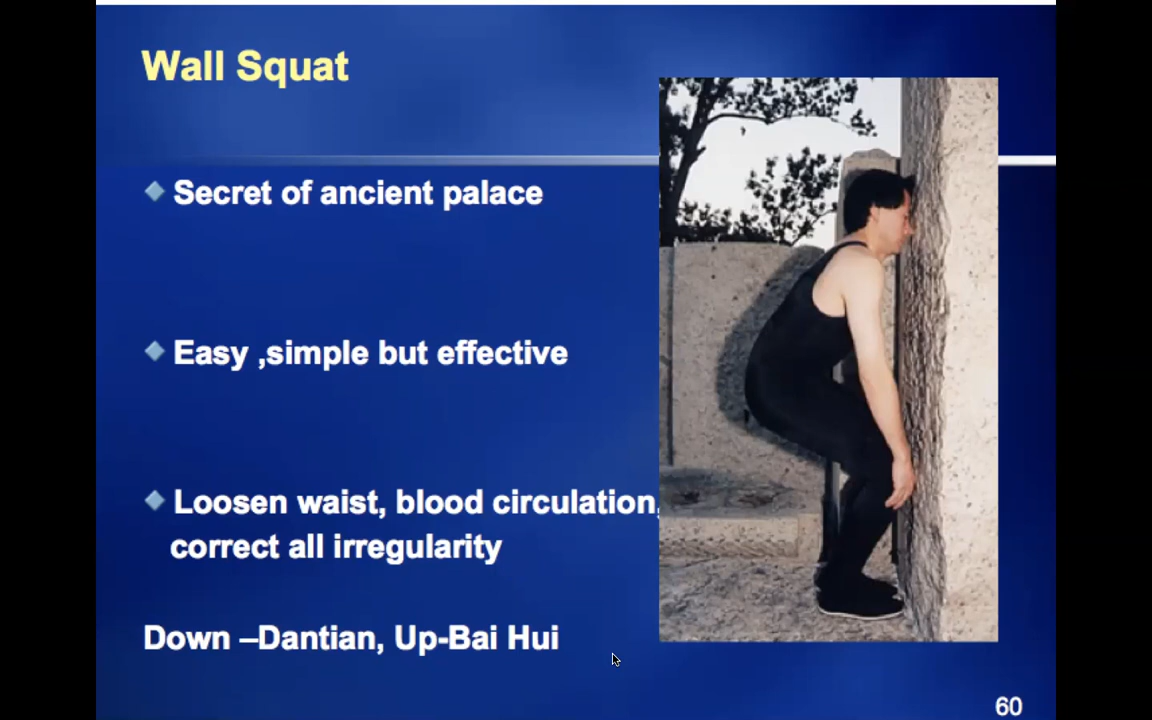 Wall Squat
Secret of ancient palace
Easy ,simple but effective
Loosen waist, blood circulation,
correct all irregularity
Down –Dantian, Up-Bai Hui
60